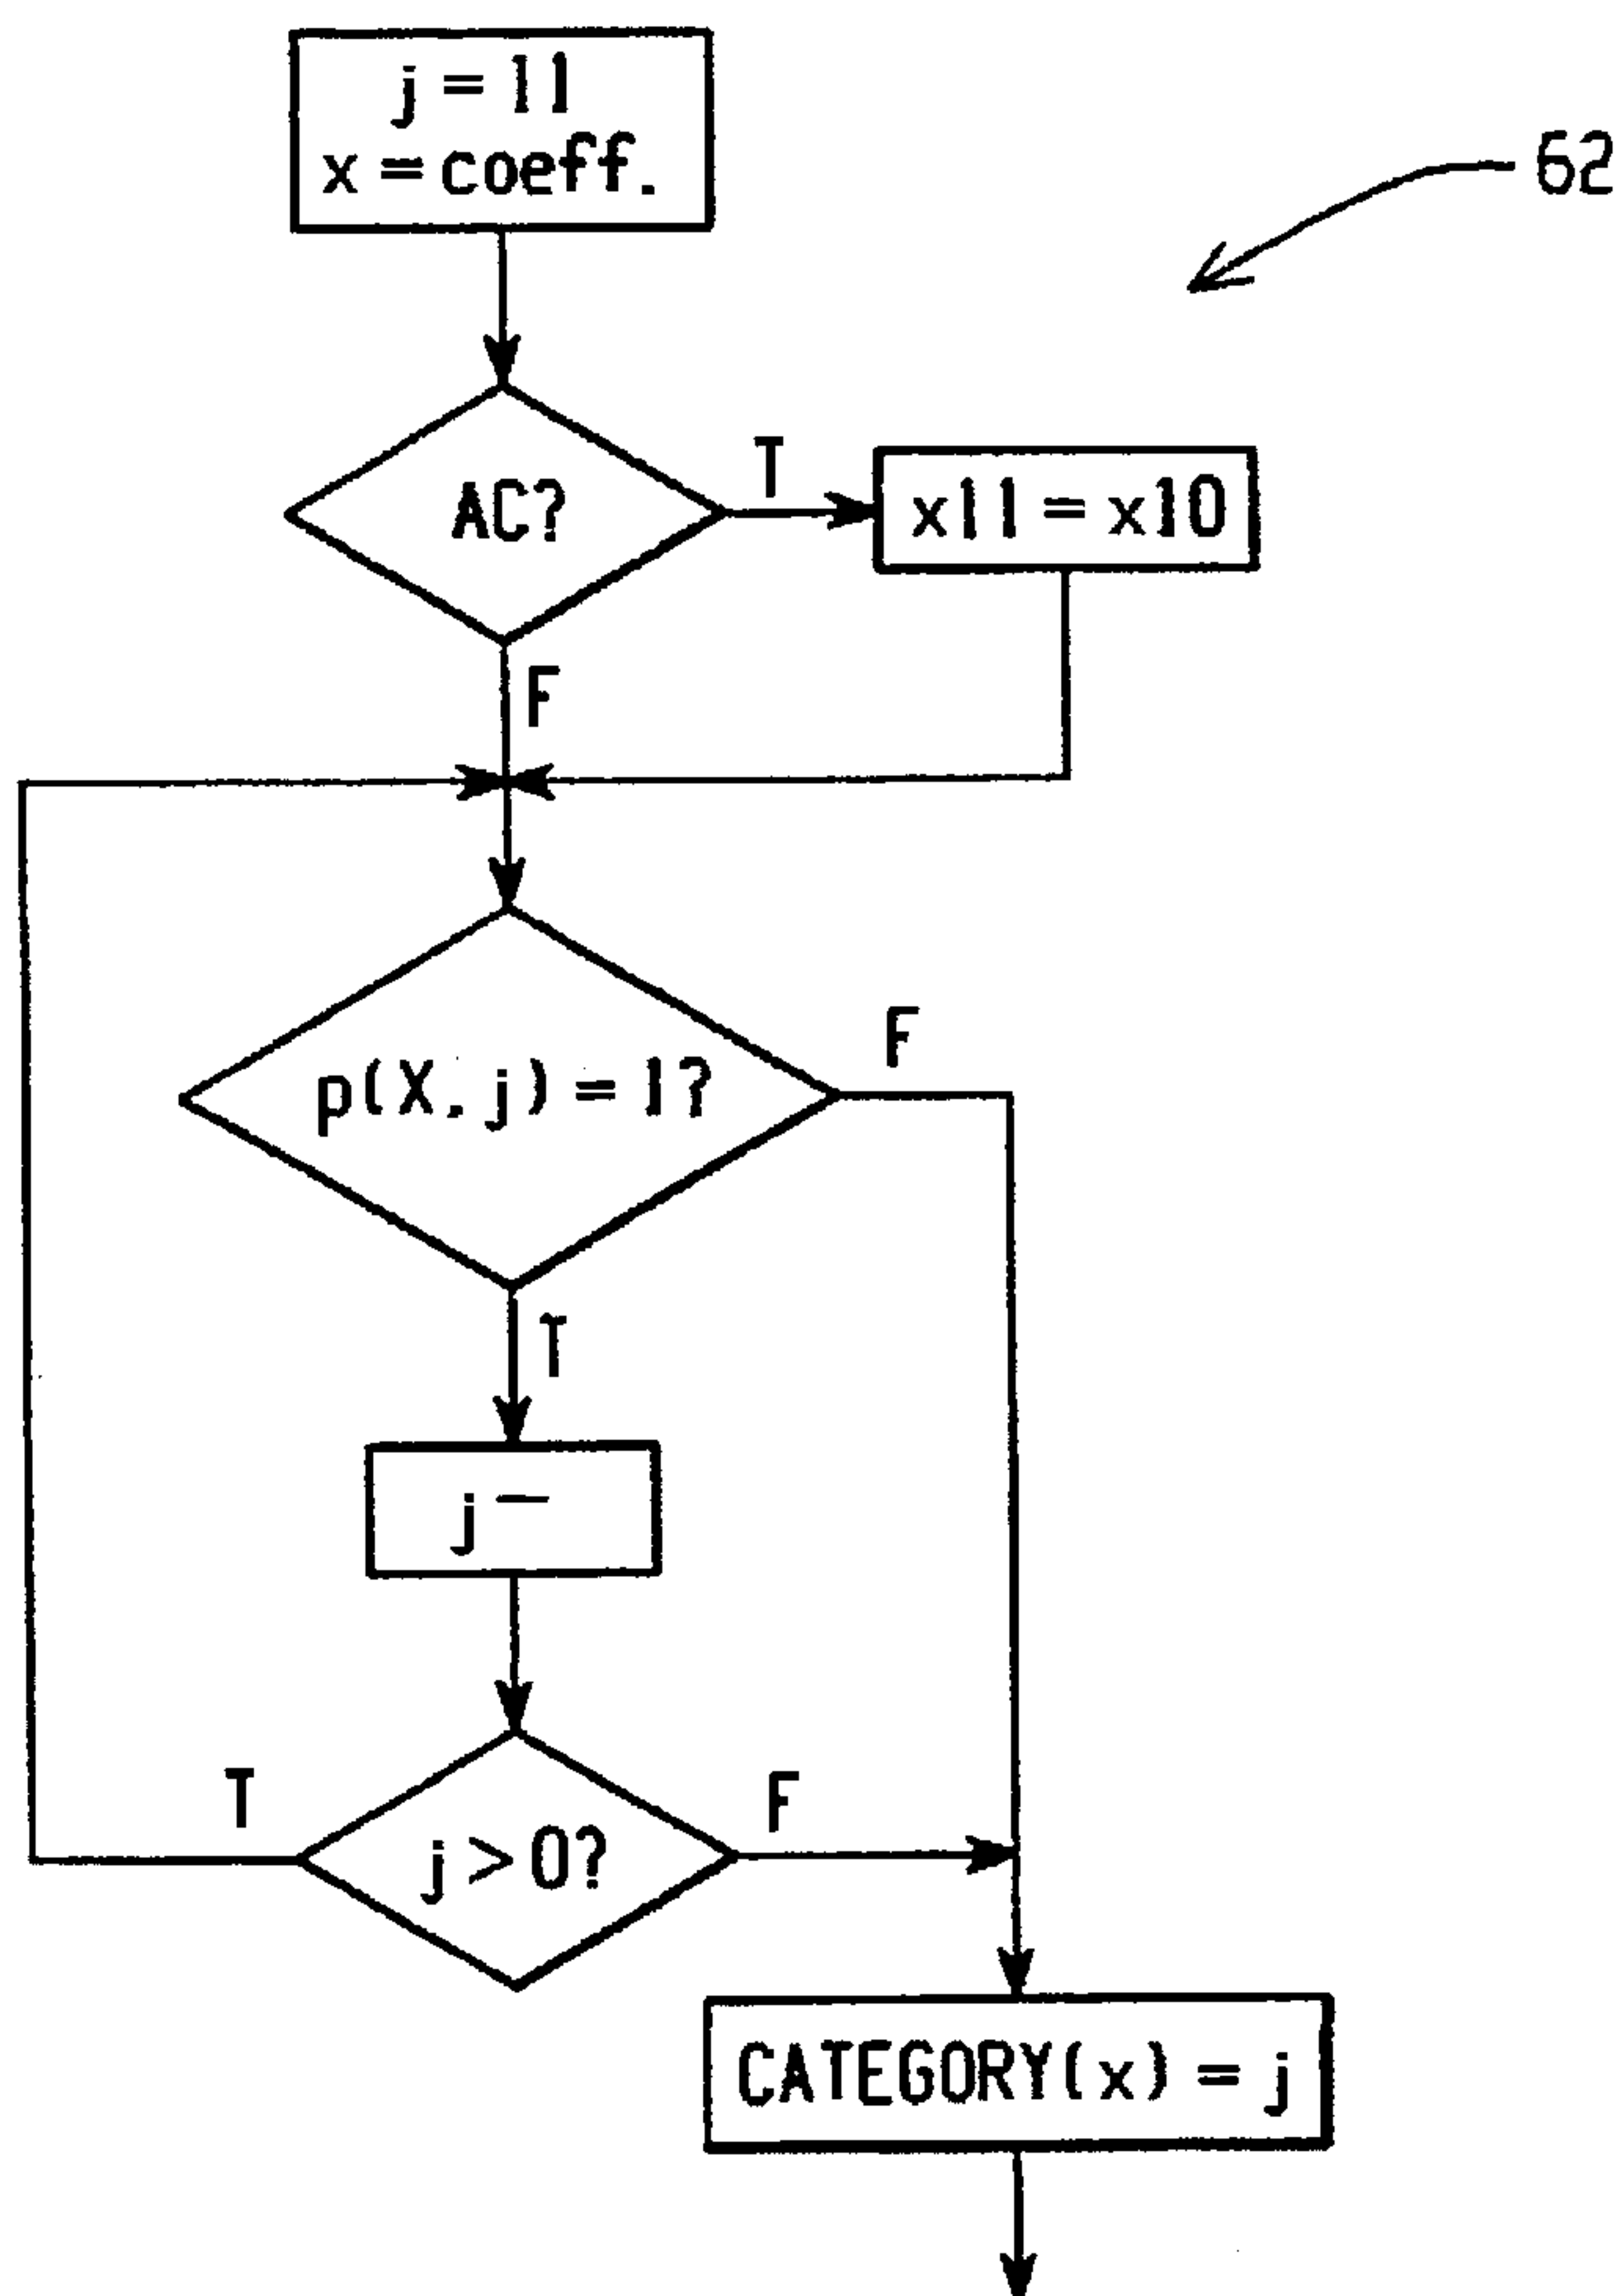 j = 11
x = coeff.
62
AC?
T
x11 = x10
F
p(X, j) = 1?
F
T
j—
T
j > 0?
F
CATEGORY(x) = j